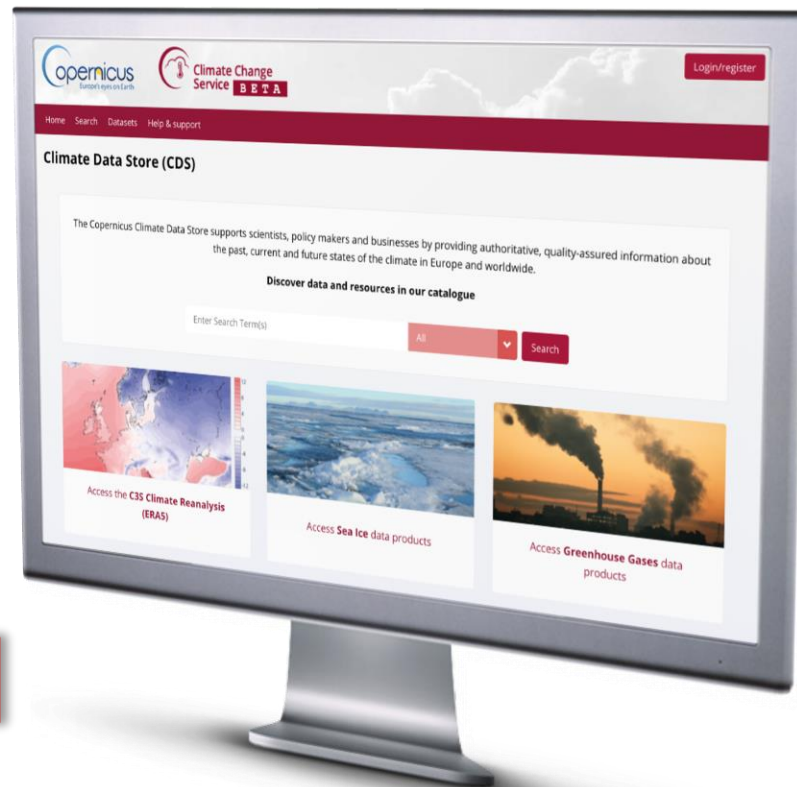 Copernicus
Europe's eyes on Earth
Climate Change
Service BETA
Login/register
Home Search Datasets Help & support
Climate Data Store (CDS)
The Copernicus Climate Data Store supports scientists, policy makers and businesses by providing authoritative, quality-assured information about
the past, current and future states of the climate in Europe and worldwide.
Discover data and resources in our catalogue
Enter Search Term(s)
All
Search
Access the C3S Climate Reanalysis
(ERA5)
Access Sea Ice data products
Access Greenhouse Gases data
products